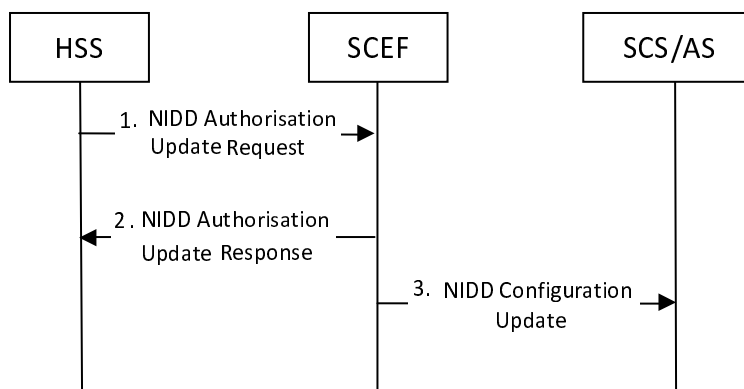 HSS
SCEF
SCS/AS
1. NIDD Authorisation
Update Request
2. NIDD Authorisation
Update Response
3. NIDD Configuration
Update